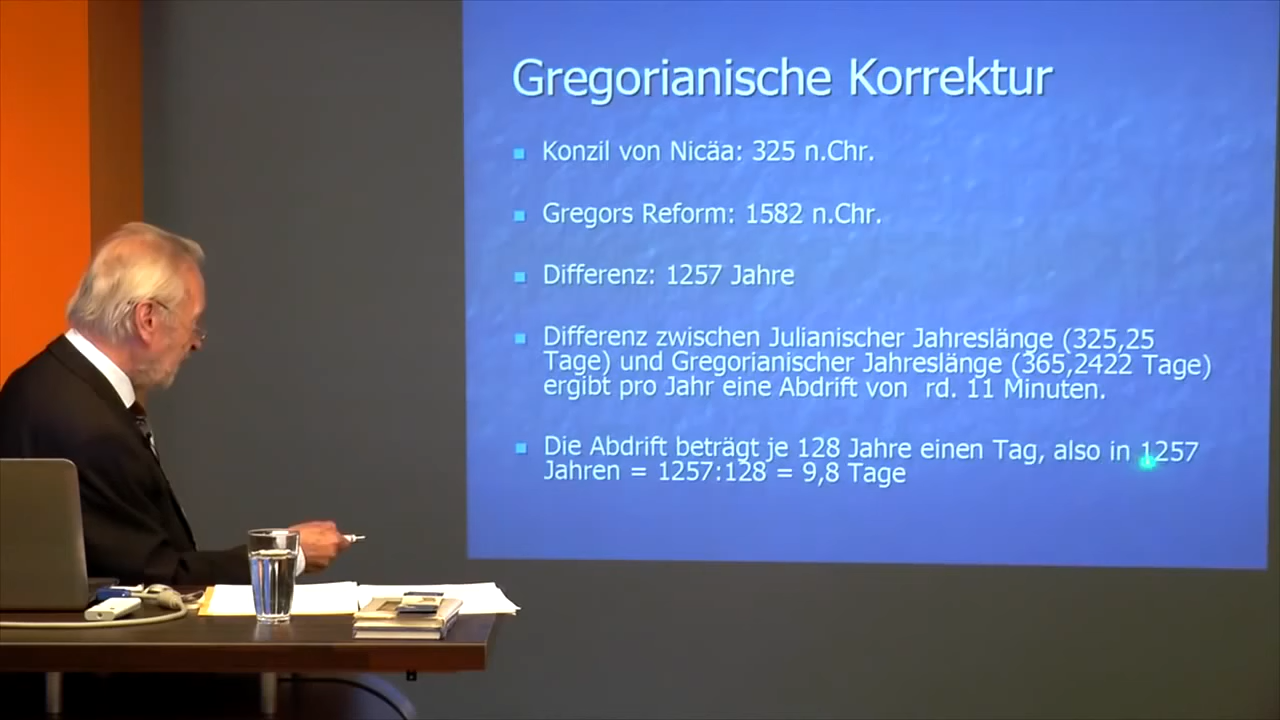 Gregorianische Korrektur
Konzil von Nicäa: 325 n.Chr.
Gregors Reform: 1582 n.Chr.
Differenz: 1257 Jahre
Differenz zwischen Julianischer Jahreslänge (325,25
Tage) und Gregorianischer Jahreslänge (365,2422 Tage)
ergibt pro Jahr eine Abdrift von rd. 11 Minuten.
Die Abdrift beträgt je 128 Jahre einen Tag, also in 1257
Jahren = 1257:128 = 9,8 Tage